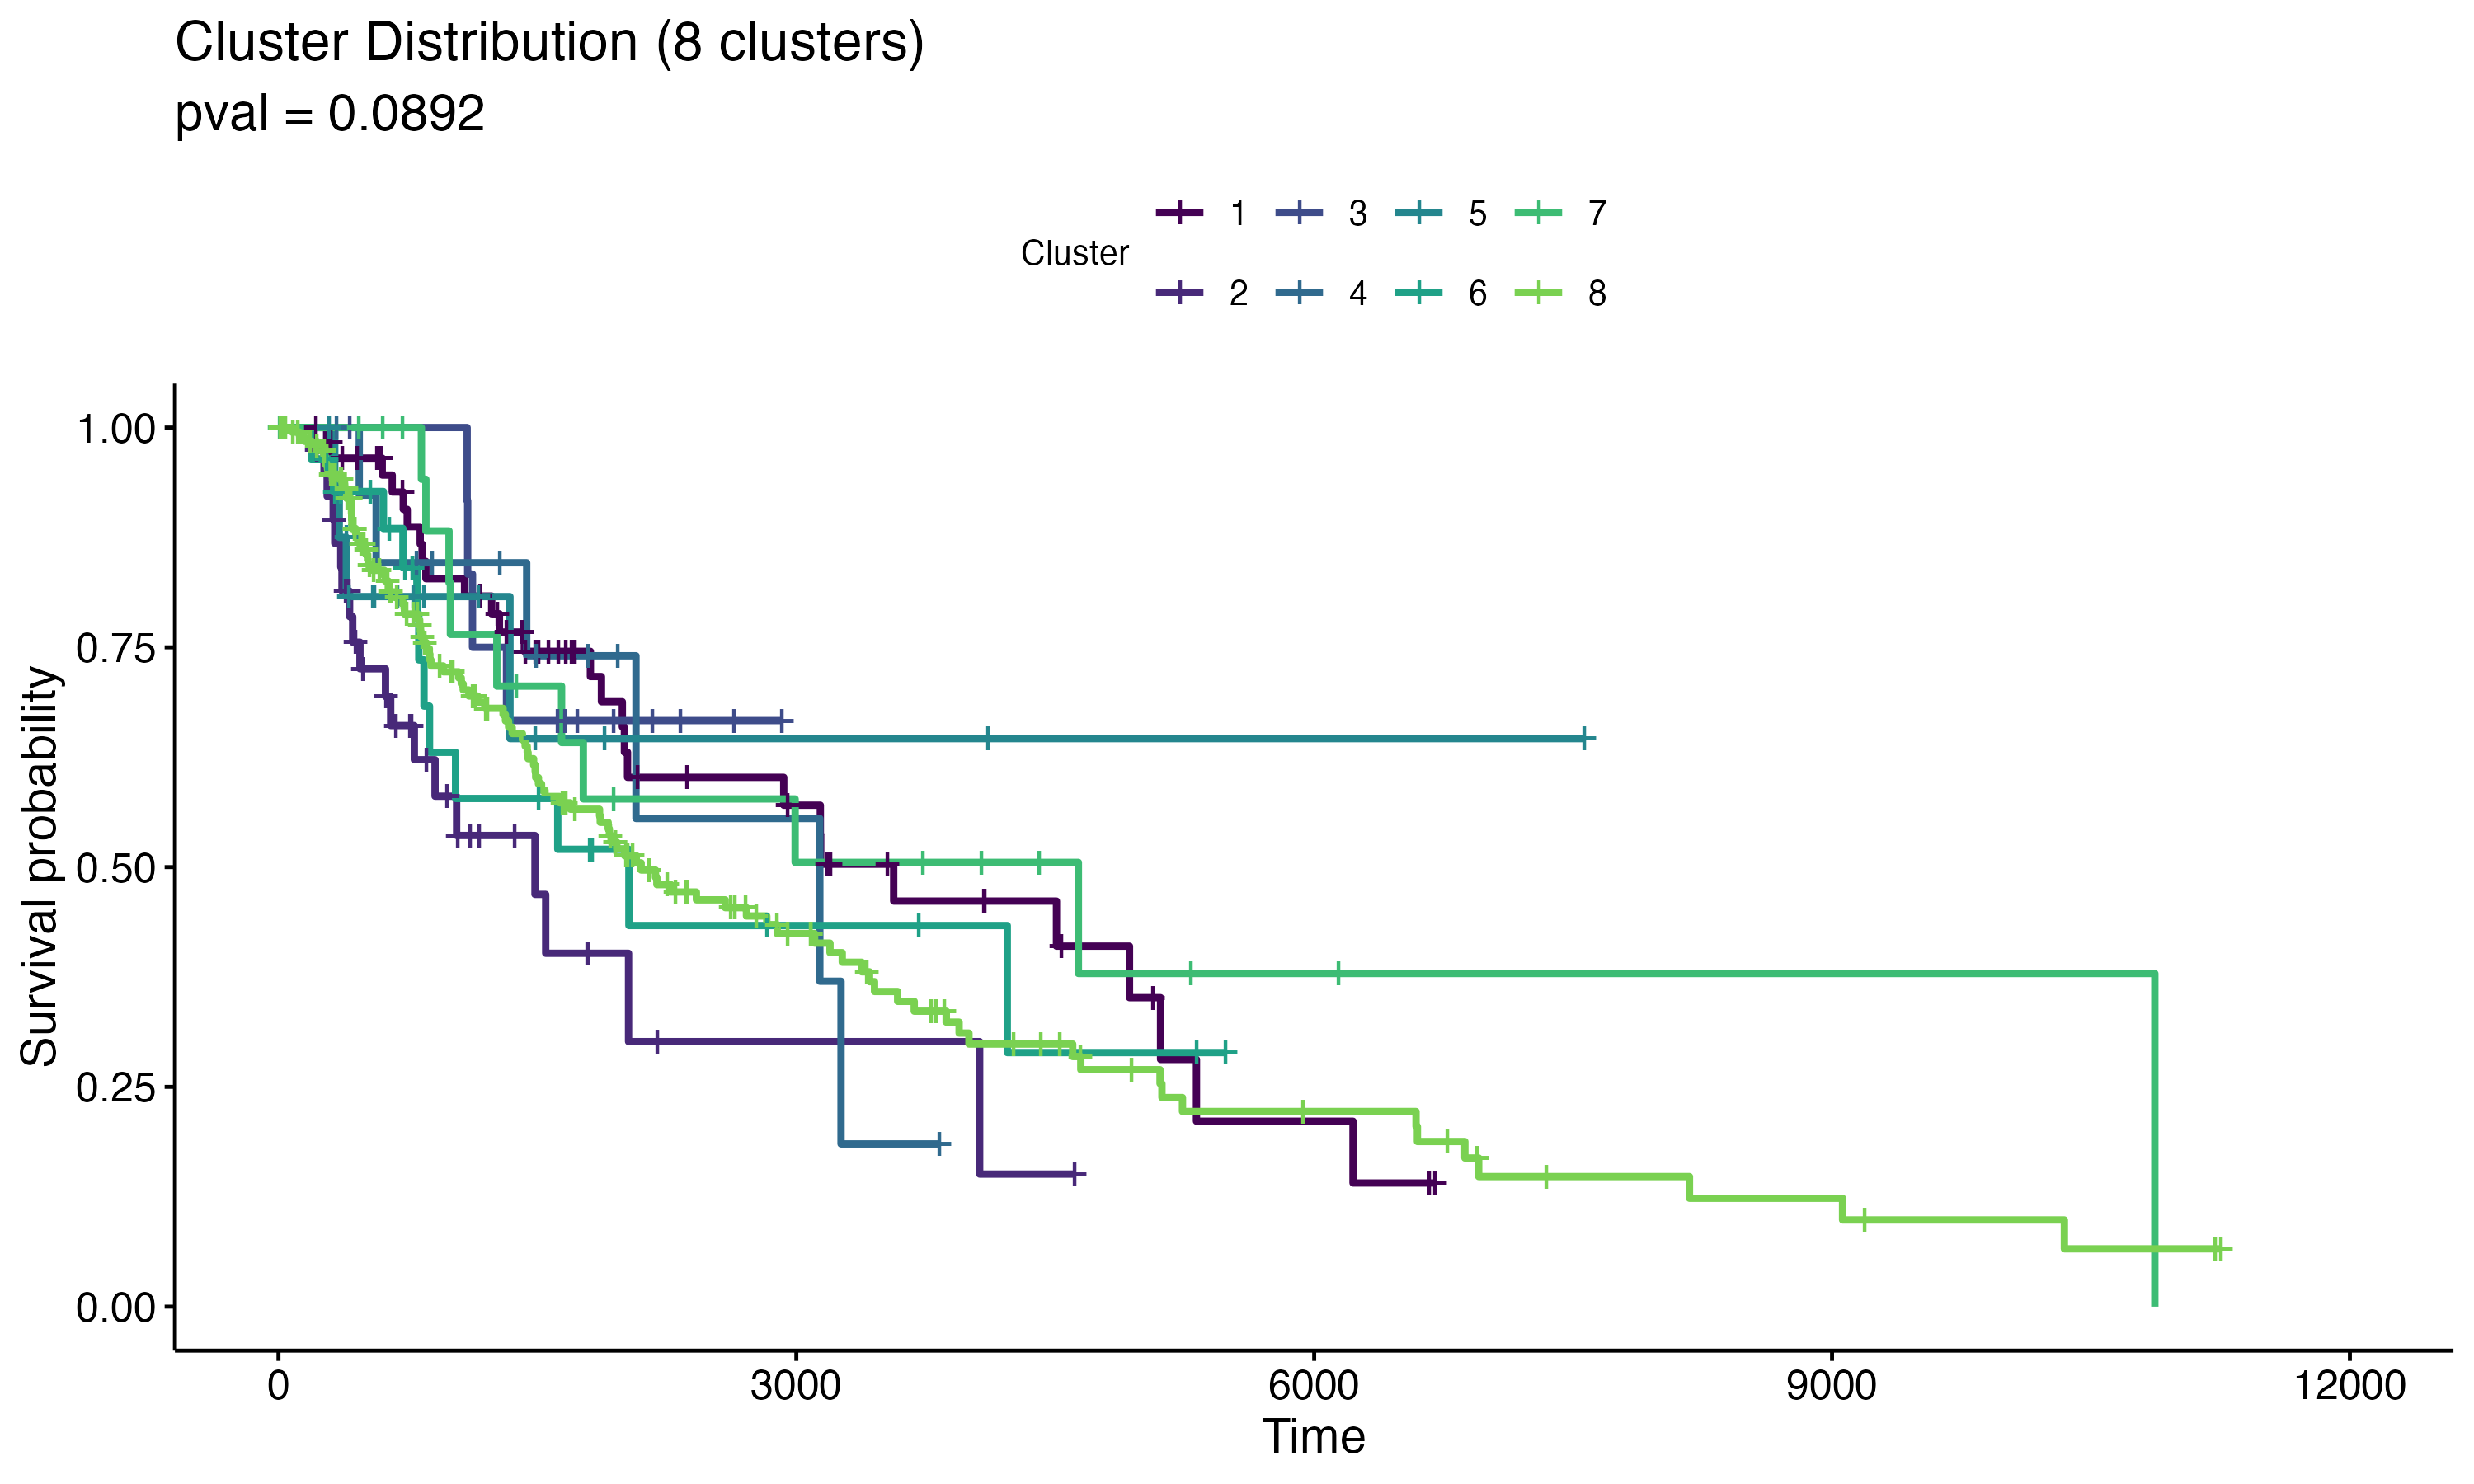 Cluster Distribution (8 clusters)
pval = 0.0892
Cluster
1 3 5 7
2 4 6 8
Survival probability
1.00
0.75
0.50
0.25
0.00
0 3000 6000 9000 12000
Time